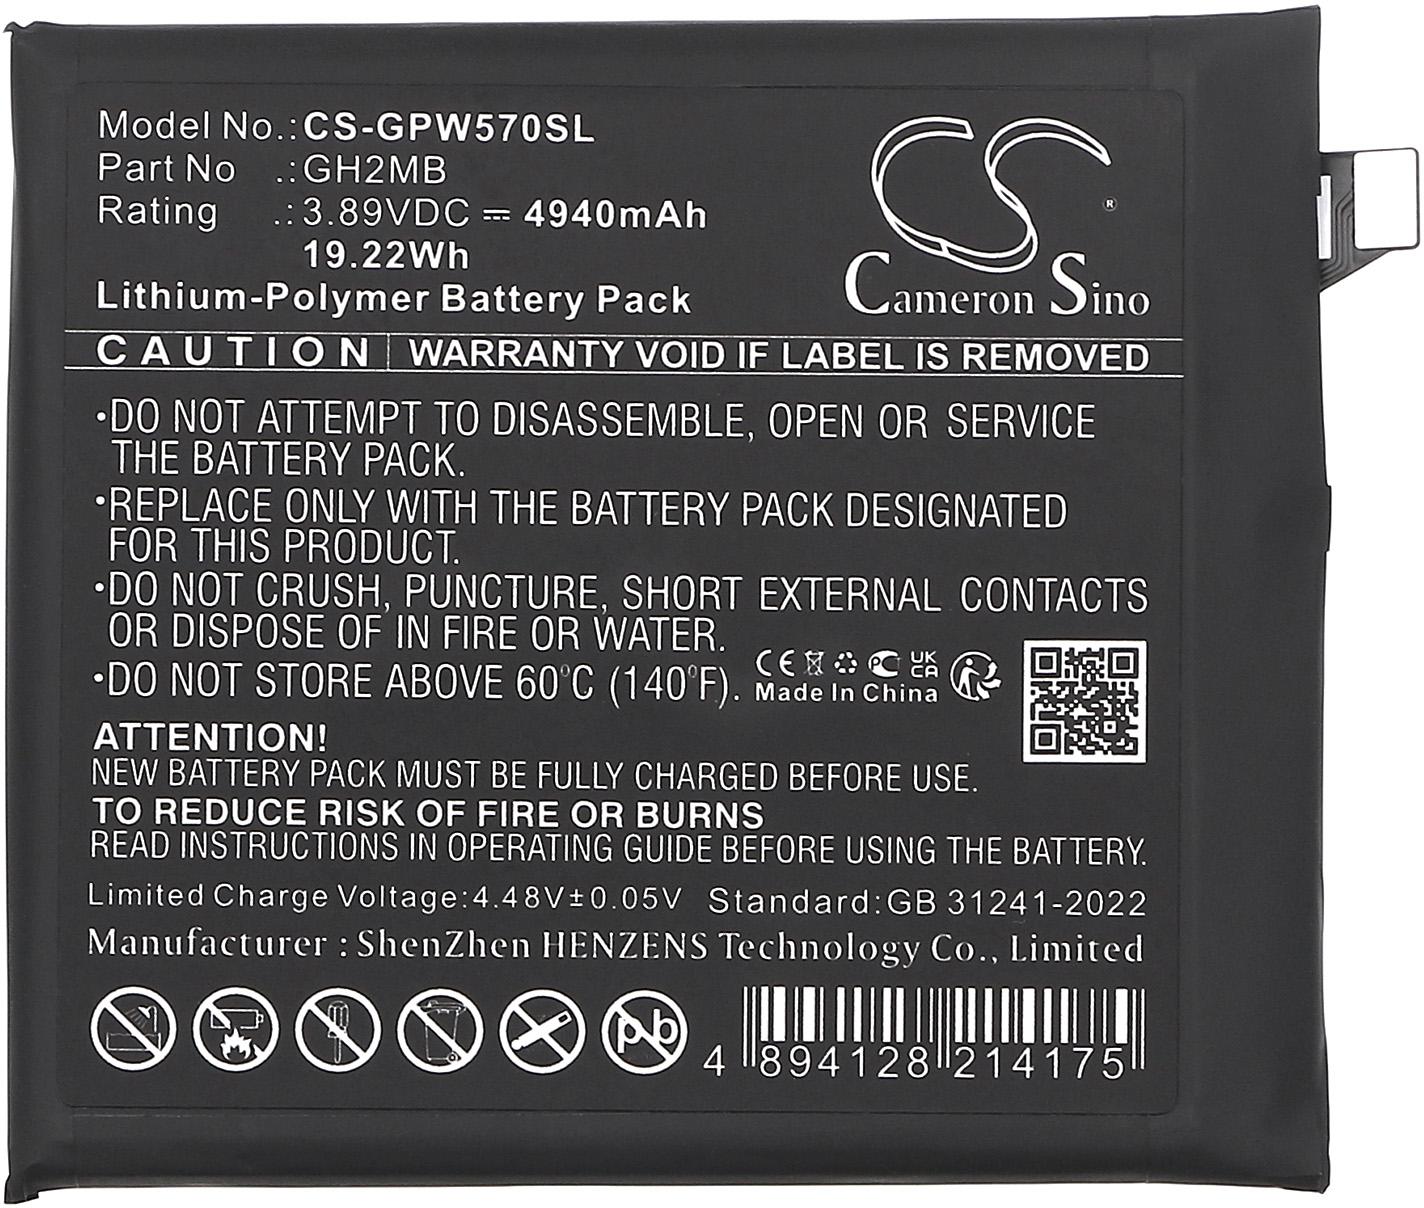 Model No.:CS-GPW570SL
Part No .:GH2MB
Rating .:3.89VDC ⎓ 4940mAh
19.22Wh
Lithium-Polymer Battery Pack
®
Cameron Sino
CAUTION WARRANTY VOID IF LABEL IS REMOVED
•DO NOT ATTEMPT TO DISASSEMBLE, OPEN OR SERVICE
THE BATTERY PACK.
•REPLACE ONLY WITH THE BATTERY PACK DESIGNATED
FOR THIS PRODUCT.
•DO NOT CRUSH, PUNCTURE, SHORT EXTERNAL CONTACTS
OR DISPOSE OF IN FIRE OR WATER.
•DO NOT STORE ABOVE 60°C (140°F).
CE PC UK
CA
Made In China
ATTENTION!
NEW BATTERY PACK MUST BE FULLY CHARGED BEFORE USE.
TO REDUCE RISK OF FIRE OR BURNS
READ INSTRUCTIONS IN OPERATING GUIDE BEFORE USING THE BATTERY.
Limited Charge Voltage:4.48V±0.05V Standard:GB 31241-2022
Manufacturer : ShenZhen HENZENS Technology Co., Limited
pb
4 894128 214175